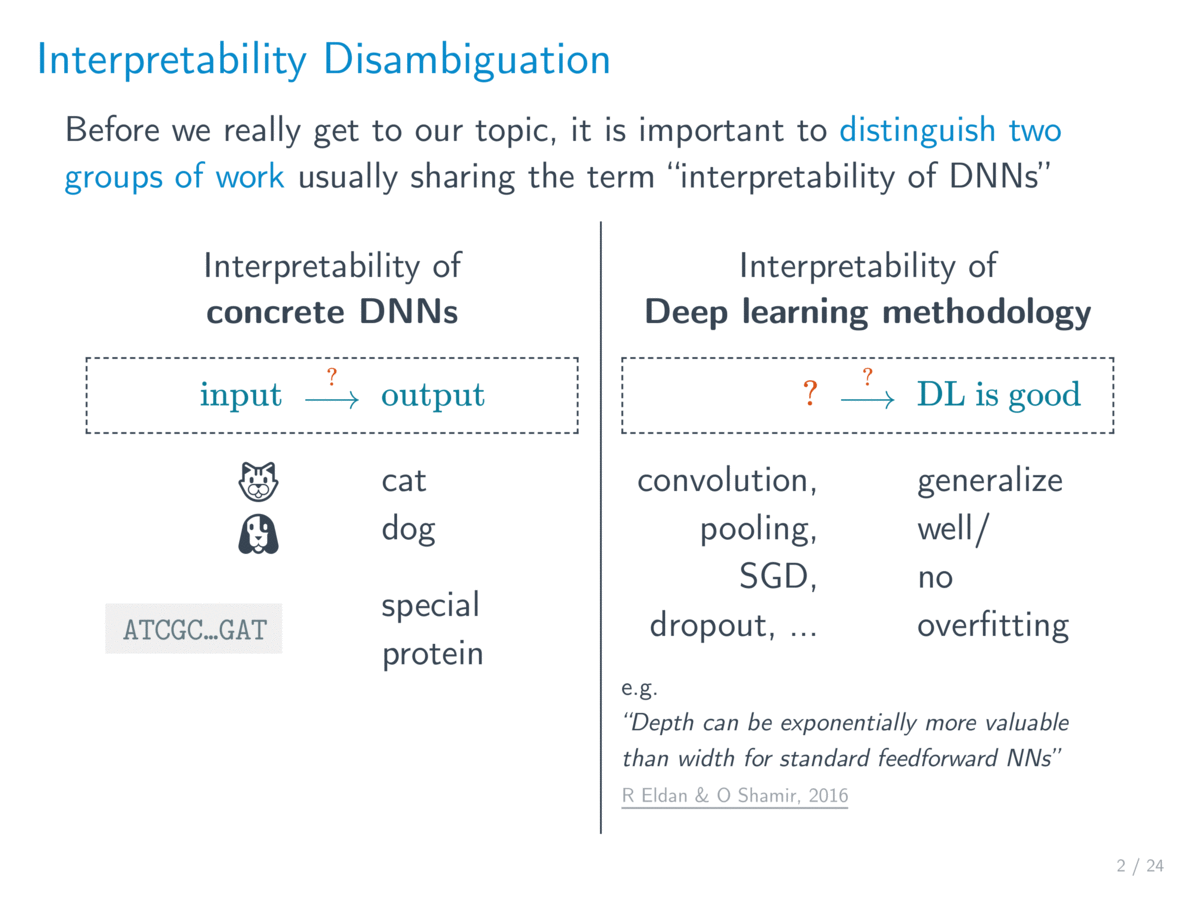 Interpretability Disambiguation
Before we really get to our topic, it is important to distinguish two
groups of work usually sharing the term “interpretability of DNNs”
Interpretability of
concrete DNNs
?
input ⟶ output
cat
dog
ATCGC…GAT
special
protein
Interpretability of
Deep learning methodology
?
? ⟶ DL is good
convolution,
pooling,
SGD,
dropout, ...
generalize
well/
no
overfitting
e.g.
“Depth can be exponentially more valuable
than width for standard feedforward NNs”
R Eldan & O Shamir, 2016
2 / 24